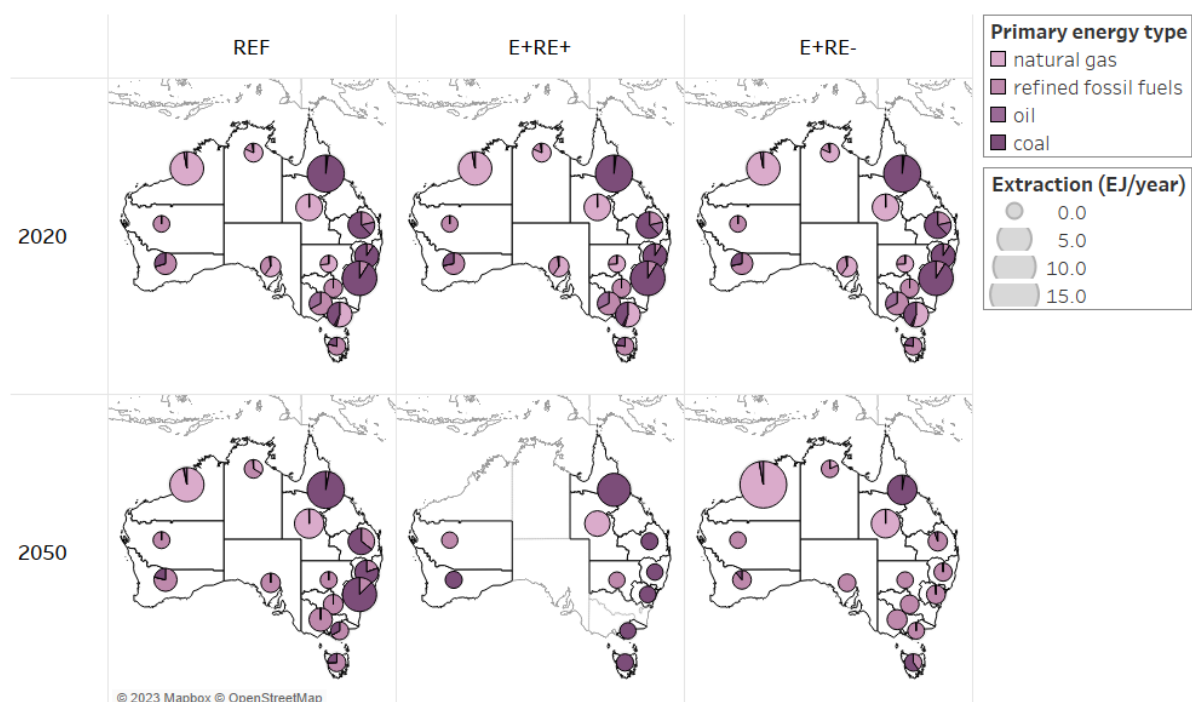 REF
E+RE+
E+RE-
Primary energy type
natural gas
refined fossil fuels
oil
coal
Extraction (EJ/year)
0.0
5.0
10.0
15.0
2020
2050
© 2023 Mapbox © OpenStreetMap